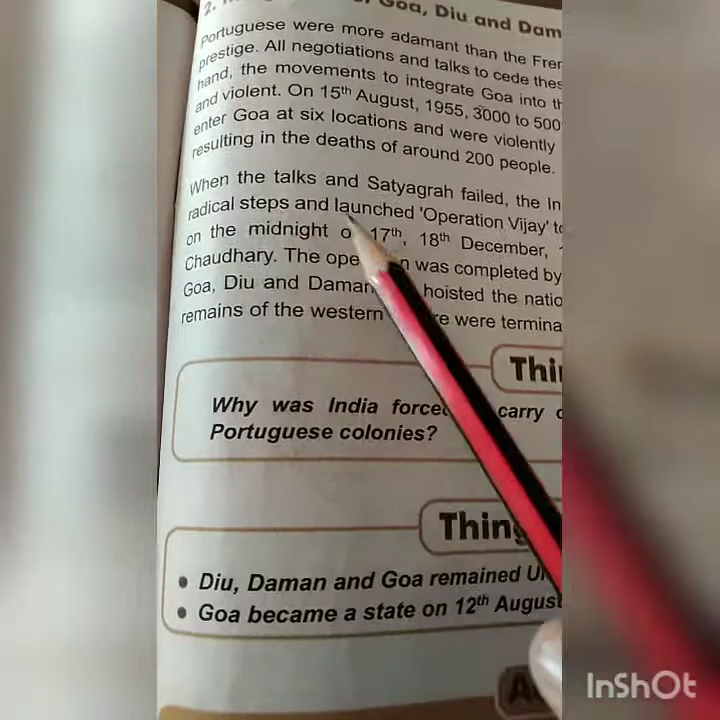 2. Goa, Diu and Dam
Portuguese were more adamant than the Fren
prestige. All negotiations and talks to cede thes
hand, the movements to integrate Goa into th
and violent. On 15th August, 1955, 3000 to 500
enter Goa at six locations and were violently
resulting in the deaths of around 200 people.
When the talks and Satyagrah failed, the In
radical steps and launched 'Operation Vijay' to
on the midnight o 17th, 18th December, 1
Chaudhary. The ope n was completed by
Goa, Diu and Daman hoisted the natio
remains of the western re were termina
Thi
Why was India forced carry o
Portuguese colonies?
Thing
• Diu, Daman and Goa remained Un
• Goa became a state on 12th August
A
InShOt